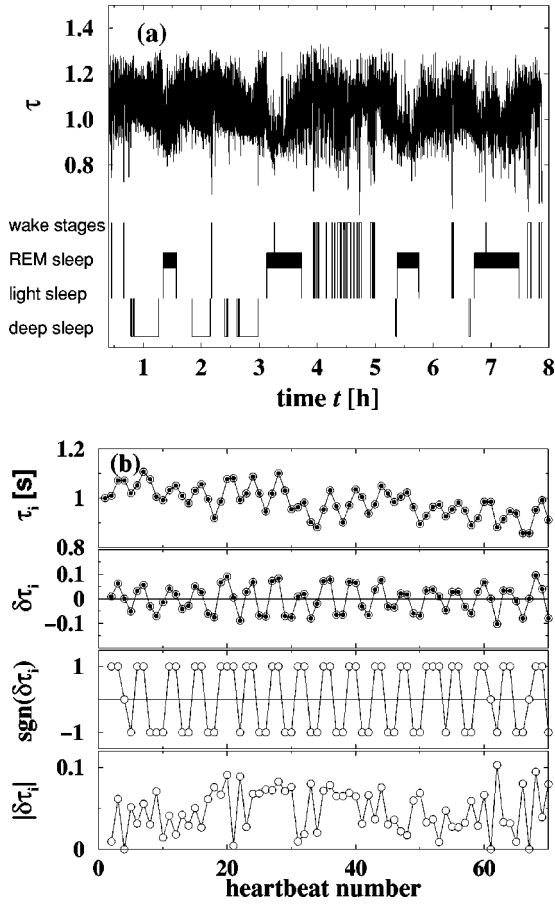 (a)
1.4
1.2
1.0
0.8
τ
wake stages
REM sleep
light sleep
deep sleep
1 2 3 4 5 6 7 8
time t [h]
(b)
1.2
1
0.8
τi [s]
0.1
0
−0.1
δτi
1
−1
sgn(δτi)
0.1
0
|δτi|
0 20 40 60
heartbeat number